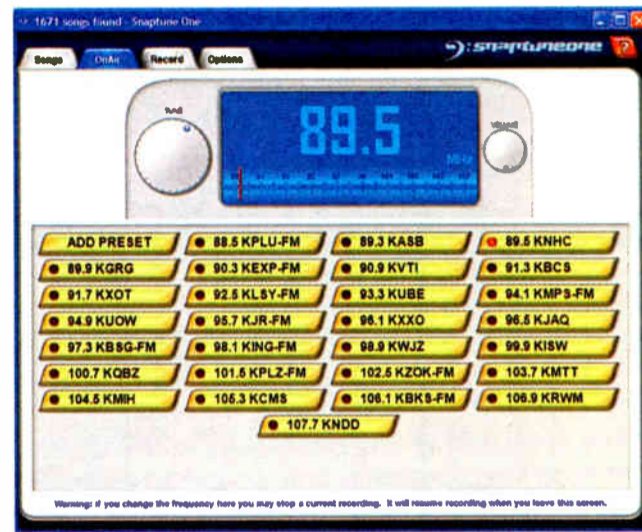 1671 songs found - Snaptune One
Songs OnAir Record Options
snaptuneone ?
89.5
MHz
ADD PRESET 88.5 KPLU-FM 89.3 KASB 89.5 KNHC
89.9 KGRG 90.3 KEXP-FM 90.9 KVTI 91.3 KBCS
91.7 KXOT 92.5 KLSY-FM 93.3 KUBE 94.1 KMPS-FM
94.9 KUOW 95.7 KJR-FM 96.1 KXXO 96.5 KJAQ
97.3 KBSG-FM 98.1 KING-FM 98.9 KWJZ 99.9 KISW
100.7 KQBZ 101.5 KPLZ-FM 102.5 KZOK-FM 103.7 KMTT
104.5 KMIH 105.3 KCMS 106.1 KBKS-FM 106.9 KRWM
107.7 KNDD
Warning: if you change the frequency here you may stop a current recording. It will resume recording when you leave this screen.